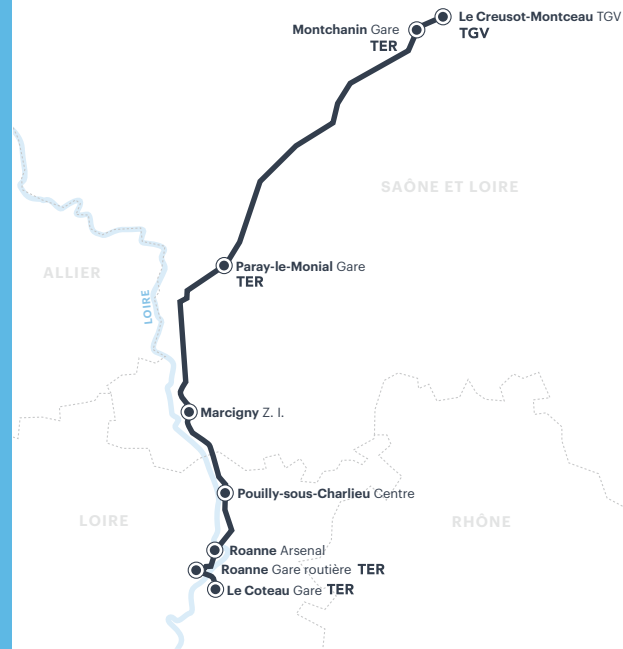 Le Creusot-Montceau TGV
TGV
Montchanin Gare
TER
SAÔNE ET LOIRE
Paray-le-Monial Gare
TER
ALLIER
LOIRE
Marcigny Z. I.
Pouilly-sous-Charlieu Centre
LOIRE
RHÔNE
Roanne Arsenal
Roanne Gare routière TER
Le Coteau Gare TER